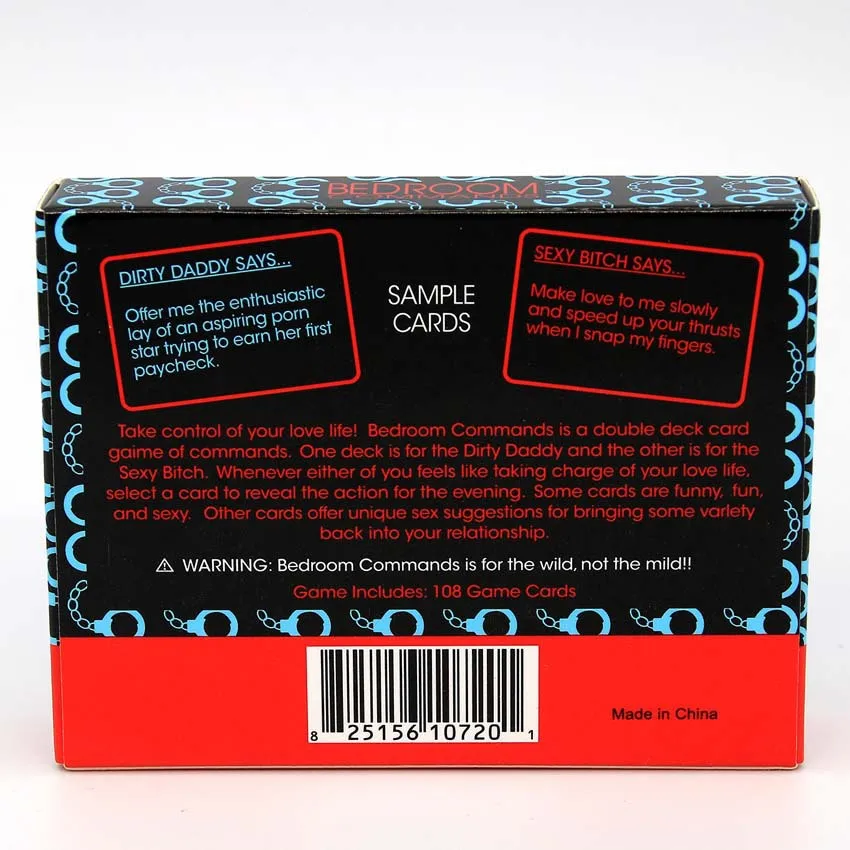 BEDROOM
COMMANDS
DIRTY DADDY SAYS...
Offer me the enthusiastic
lay of an aspiring porn
star trying to earn her first
paycheck.
SAMPLE
CARDS
SEXY BITCH SAYS...
Make love to me slowly
and speed up your thrusts
when I snap my fingers.
Take control of your love life! Bedroom Commands is a double deck card
gaime of commands. One deck is for the Dirty Daddy and the other is for the
Sexy Bitch. Whenever either of you feels like taking charge of your love life,
select a card to reveal the action for the evening. Some cards are funny, fun,
and sexy. Other cards offer unique sex suggestions for bringing some variety
back into your relationship.
⚠ WARNING: Bedroom Commands is for the wild, not the mild!!
Game Includes: 108 Game Cards
8 25156 10720 1
Made in China